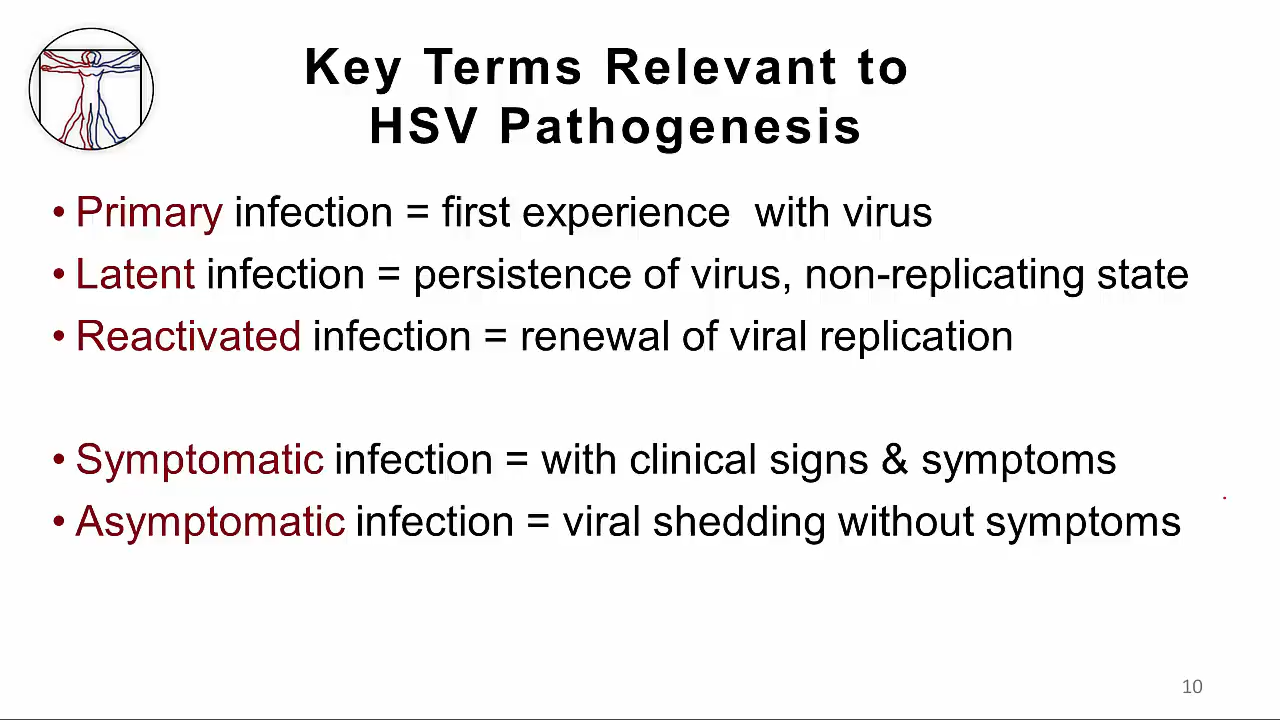 Key Terms Relevant to
HSV Pathogenesis
• Primary infection = first experience with virus
• Latent infection = persistence of virus, non-replicating state
• Reactivated infection = renewal of viral replication
• Symptomatic infection = with clinical signs & symptoms
• Asymptomatic infection = viral shedding without symptoms
10